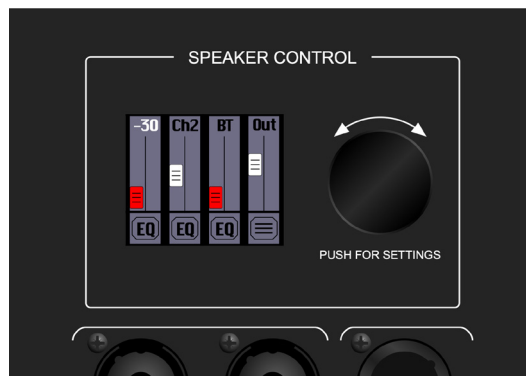 SPEAKER CONTROL
-30 Ch2 BT Out
EQ EQ EQ
PUSH FOR SETTINGS